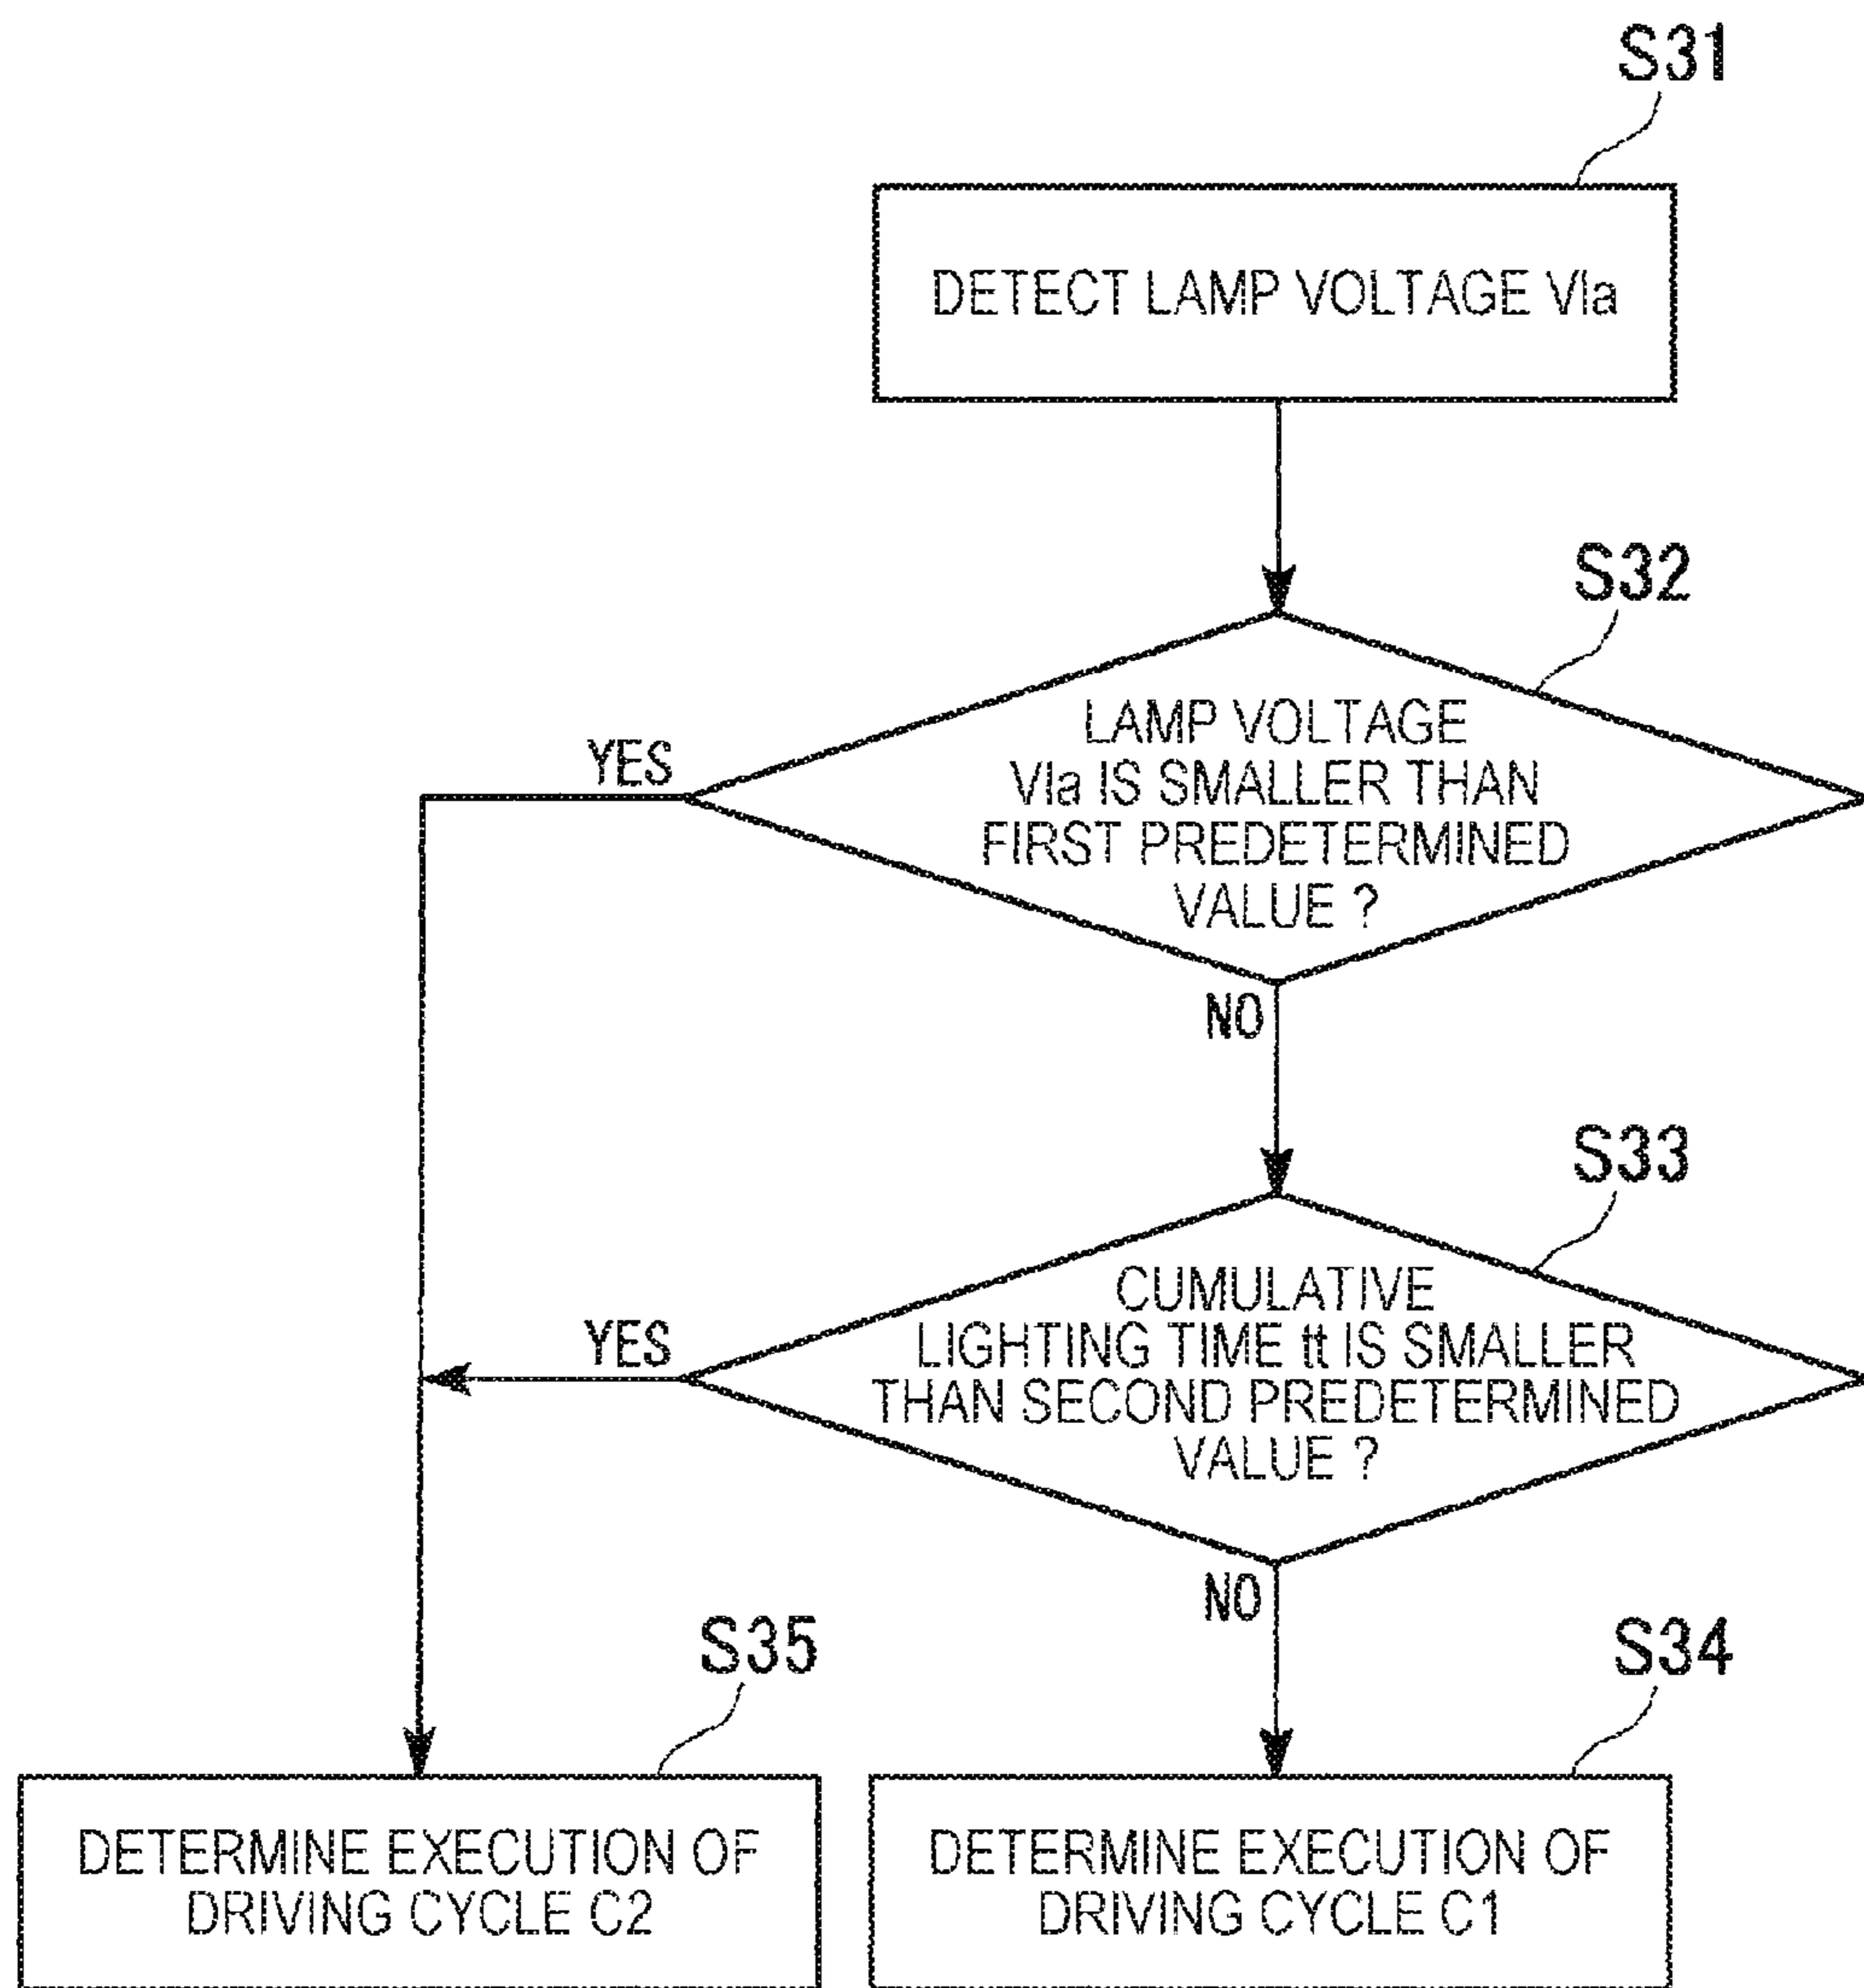 S31
DETECT LAMP VOLTAGE Vla
S32
LAMP VOLTAGE
Vla IS SMALLER THAN
FIRST PREDETERMINED
VALUE ?
YES
NO
S33
CUMULATIVE
LIGHTING TIME tt IS SMALLER
THAN SECOND PREDETERMINED
VALUE ?
YES
NO
S35
S34
DETERMINE EXECUTION OF
DRIVING CYCLE C2
DETERMINE EXECUTION OF
DRIVING CYCLE C1